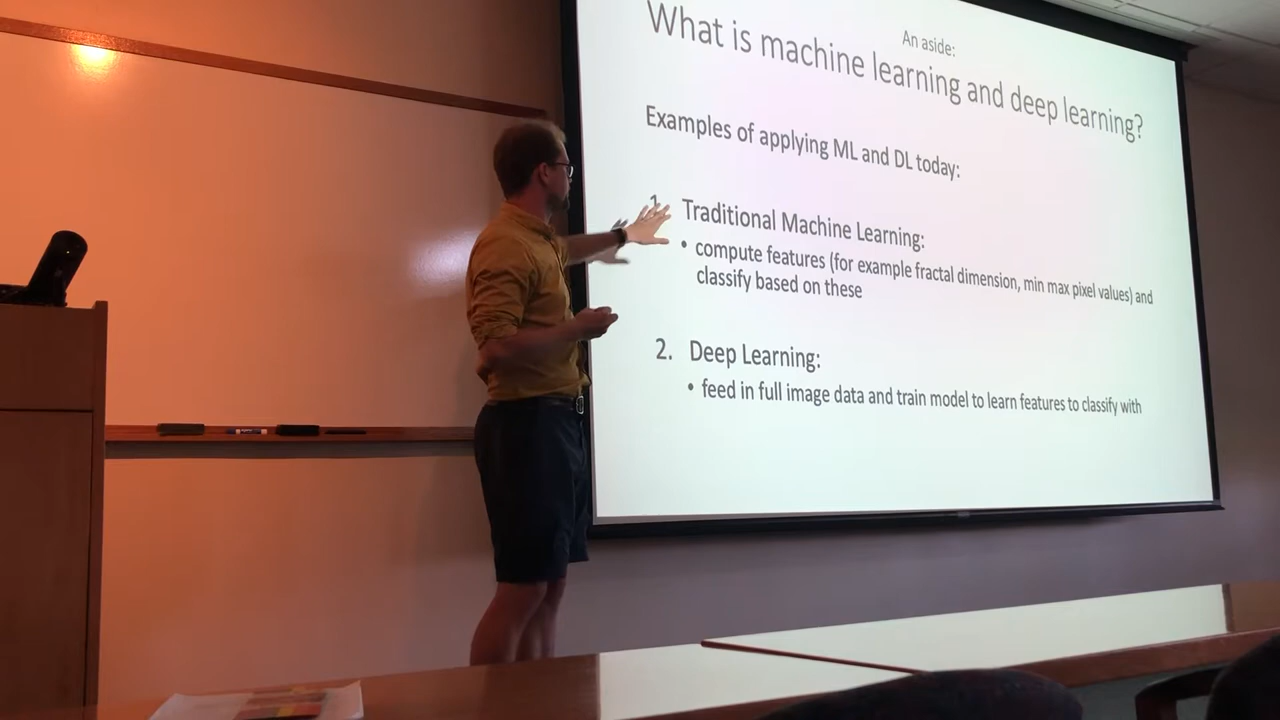 An aside:
What is machine learning and deep learning?
Examples of applying ML and DL today:
1. Traditional Machine Learning:
• compute features (for example fractal dimension, min max pixel values) and
classify based on these
2. Deep Learning:
• feed in full image data and train model to learn features to classify with